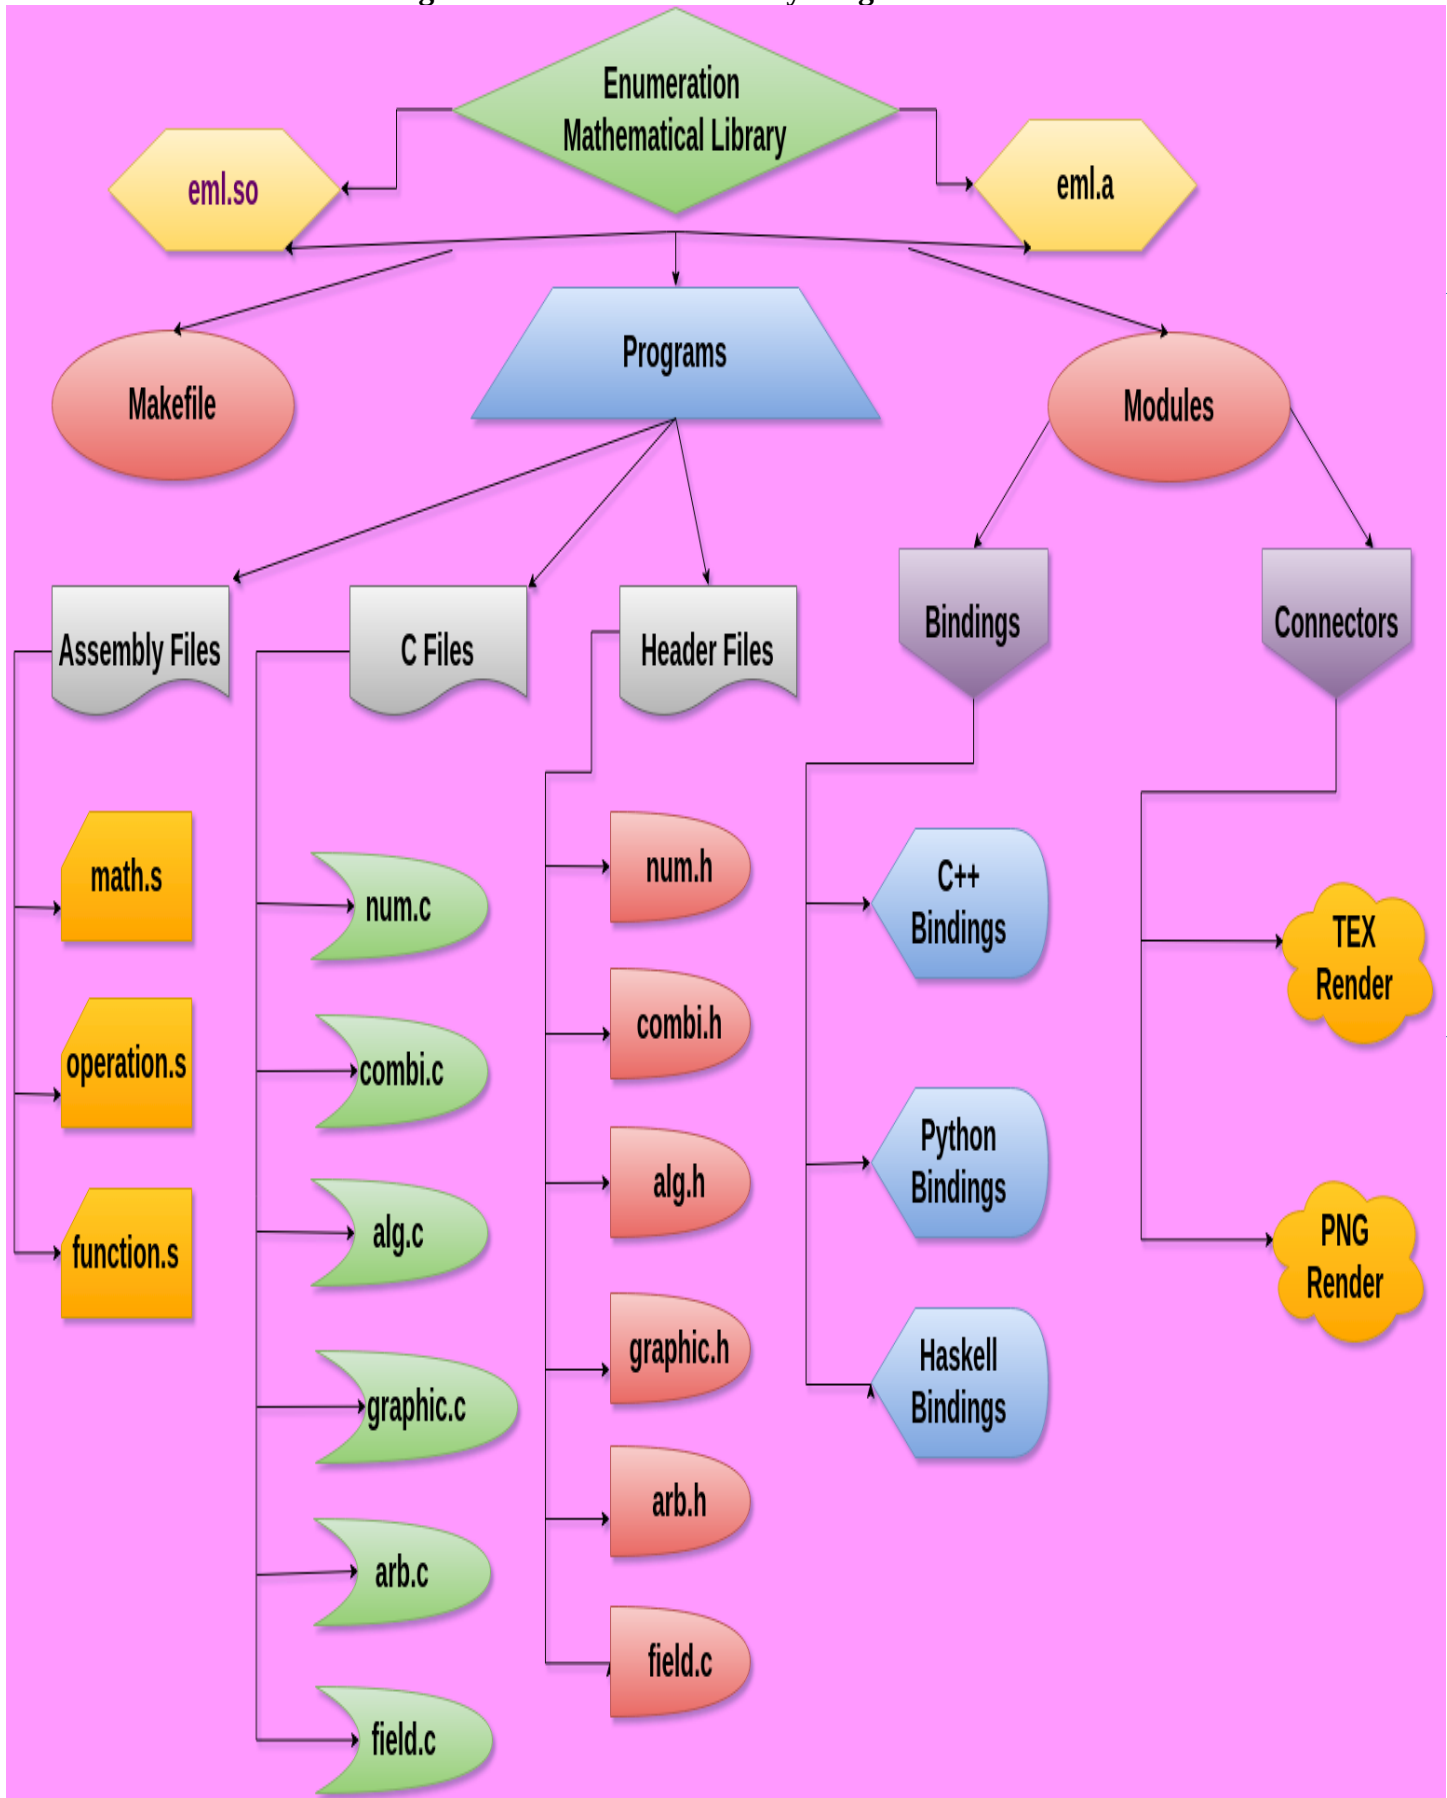 Enumeration
Mathematical Library
eml.so
eml.a
Programs
Makefile
Modules
Assembly Files
C Files
Header Files
Bindings
Connectors
math.s
operation.s
function.s
num.c
combi.c
alg.c
graphic.c
arb.c
field.c
num.h
combi.h
alg.h
graphic.h
arb.h
field.c
C++
Bindings
Python
Bindings
Haskell
Bindings
TEX
Render
PNG
Render